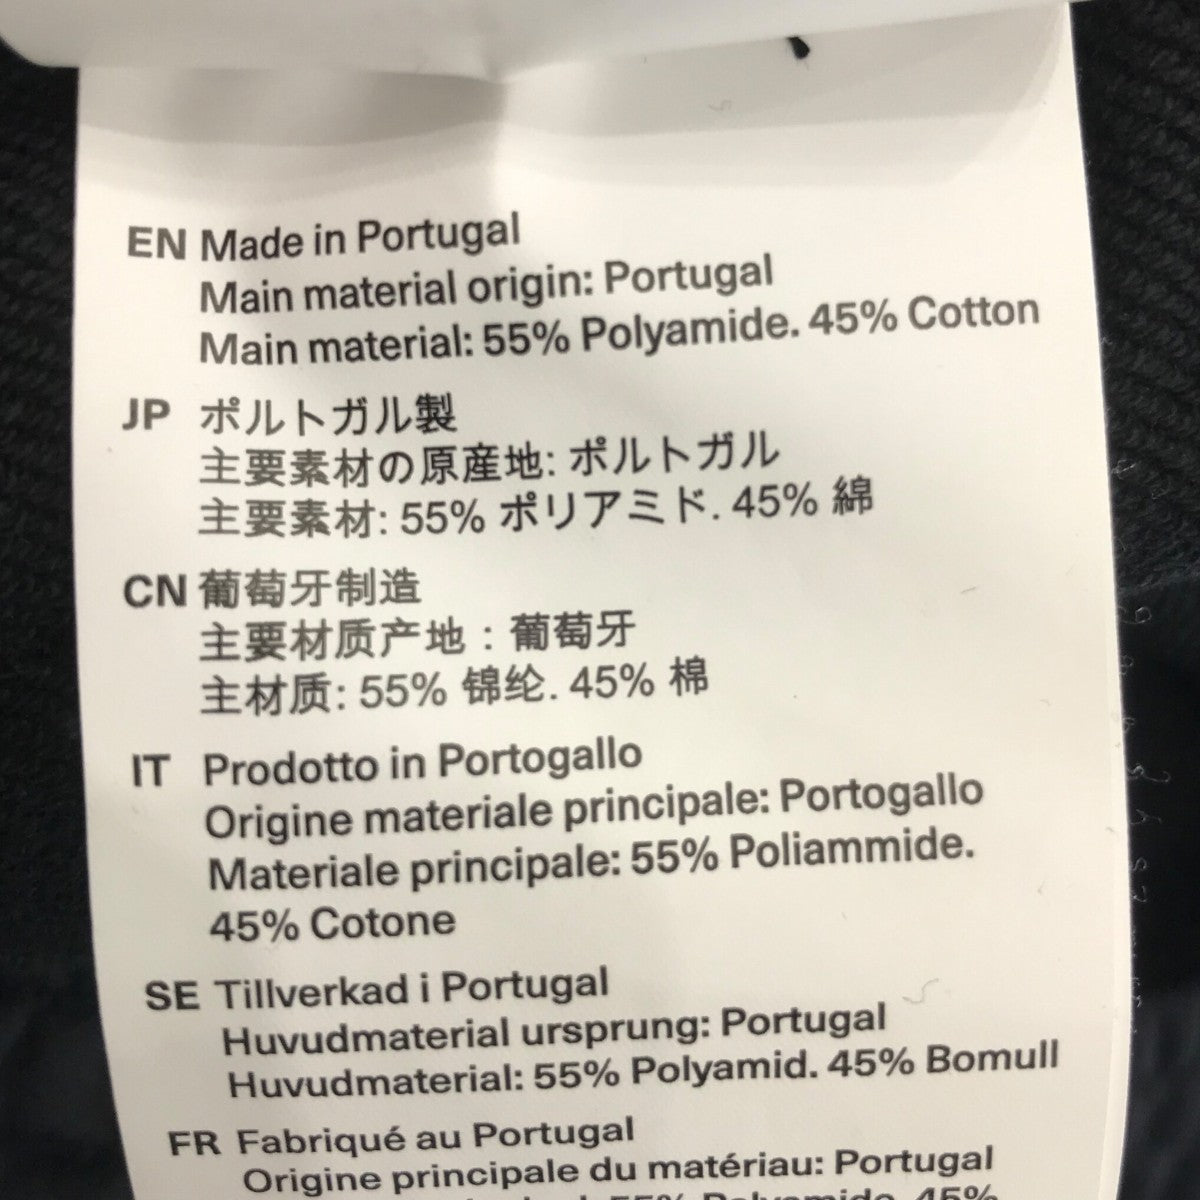 EN Made in Portugal
Main material origin: Portugal
Main material: 55% Polyamide. 45% Cotton
JP ポルトガル製
主要素材の原産地: ポルトガル
主要素材: 55% ポリアミド. 45% 綿
CN 葡萄牙制造
主要材质产地：葡萄牙
主材质: 55% 锦纶. 45% 棉
IT Prodotto in Portogallo
Origine materiale principale: Portogallo
Materiale principale: 55% Poliammide.
45% Cotone
SE Tillverkad i Portugal
Huvudmaterial ursprung: Portugal
Huvudmaterial: 55% Polyamid. 45% Bomull
FR Fabriqué au Portugal
Origine principale du matériau: Portugal
55% Polyamide. 45%